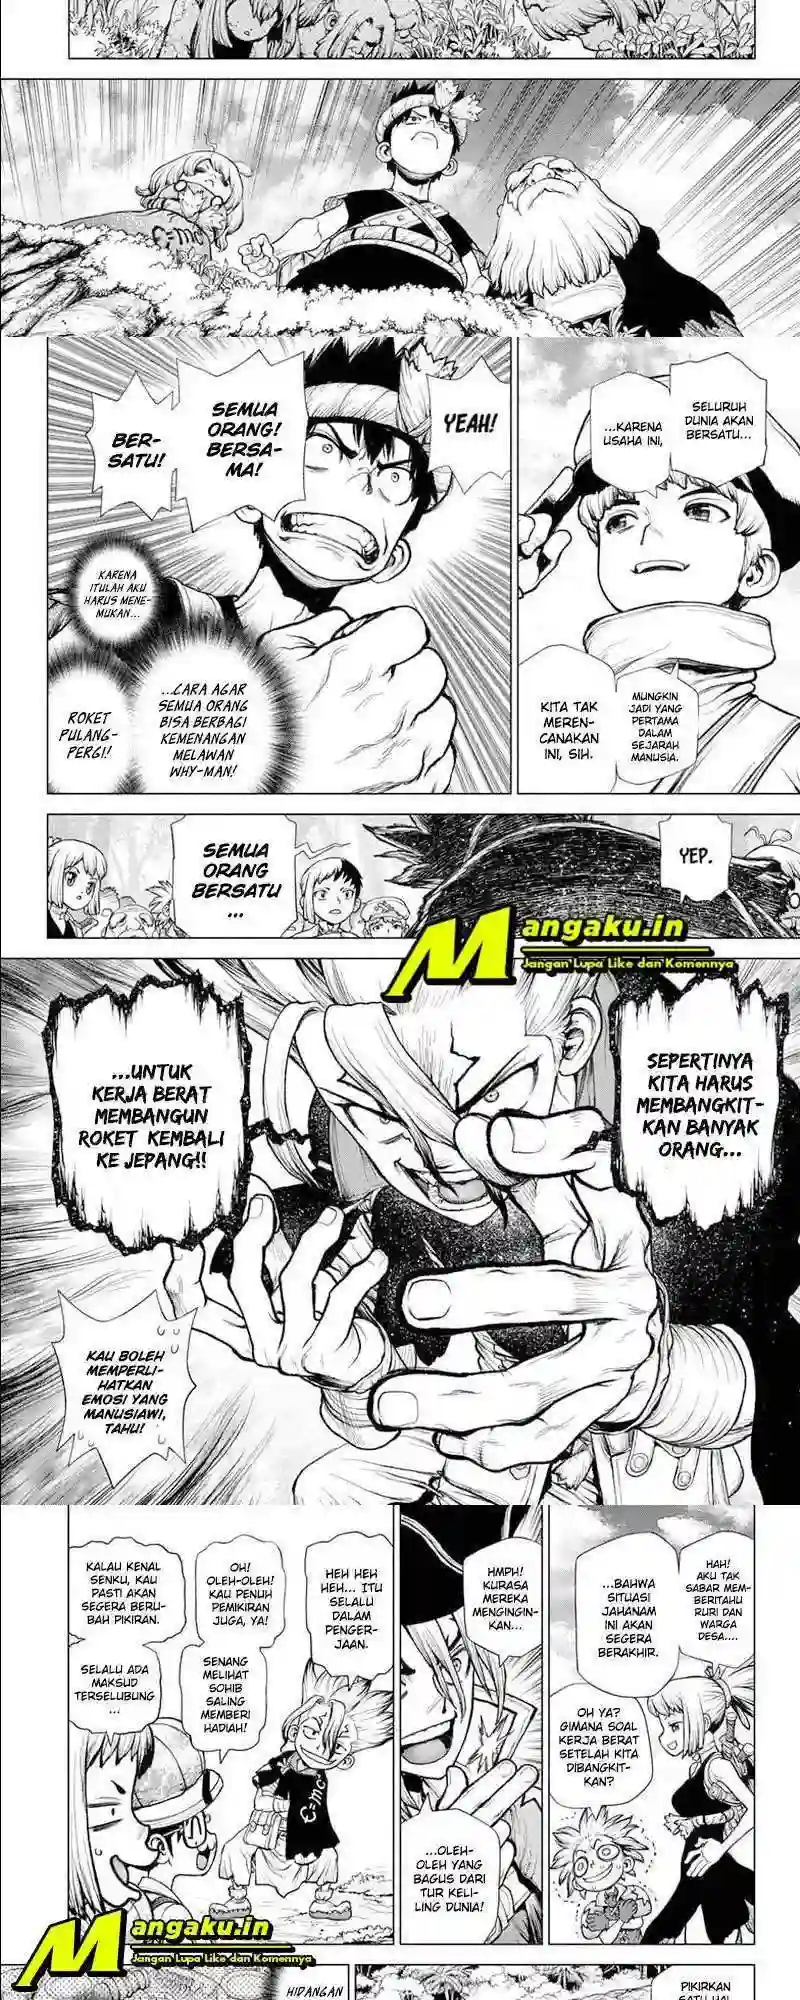 E=mc²
SELURUH
DUNIA AKAN
BERSATU...
...KARENA
USAHA INI,
MUNGKIN
JADI YANG
PERTAMA
DALAM
SEJARAH
MANUSIA.
KITA TAK
MEREN-
CANAKAN
INI, SIH.
YEAH!
SEMUA
ORANG!
BERSA-
MA!
BER-
SATU!
KARENA
ITULAH AKU
HARUS MENE-
MUKAN...
...CARA AGAR
SEMUA ORANG
BISA BERBAGI
KEMENANGAN
MELAWAN
WHY-MAN!
ROKET
PULANG-
PERGI!
YEP.
SEMUA
ORANG
BERSATU
...
Mangaku.in
Jangan Lupa Like dan Komennya
SEPERTINYA
KITA HARUS
MEMBANGKIT-
KAN BANYAK
ORANG...
...UNTUK
KERJA BERAT
MEMBANGUN
ROKET KEMBALI
KE JEPANG!!
KAU BOLEH
MEMPERLI-
HATKAN
EMOSI YANG
MANUSIAWI,
TAHU!
HAH!
AKU TAK
SABAR MEM-
BERITAHU
RURI DAN
WARGA
DESA....
...BAHWA
SITUASI
JAHANAM
INI AKAN
SEGERA
BERAKHIR.
OH YA?
GIMANA SOAL
KERJA BERAT
SETELAH KITA
DIBANGKIT-
KAN?
HMPH!
KURASA
MEREKA
MENGINGIN-
KAN...
...OLEH-
OLEH YANG
BAGUS DARI
TUR KELI-
LING DUNIA!
HEH HEH
HEH... ITU
SELALU
DALAM
PENGER-
JAAN.
OH!
OLEH-OLEH!
KAU PENUH
PEMIKIRAN
JUGA, YA!
SENANG
MELIHAT
SOHIB
SALING
MEMBERI
HADIAH!
KALAU KENAL
SENKU, KAU
PASTI AKAN
SEGERA BERU-
BAH PIKIRAN.
SELALU ADA
MAKSUD
TERSELUBUNG
...
E=mc²
Mangaku.in
Jangan Lupa Like dan Komennya
HIDANGAN
PIKIRKAN
SATU HAL